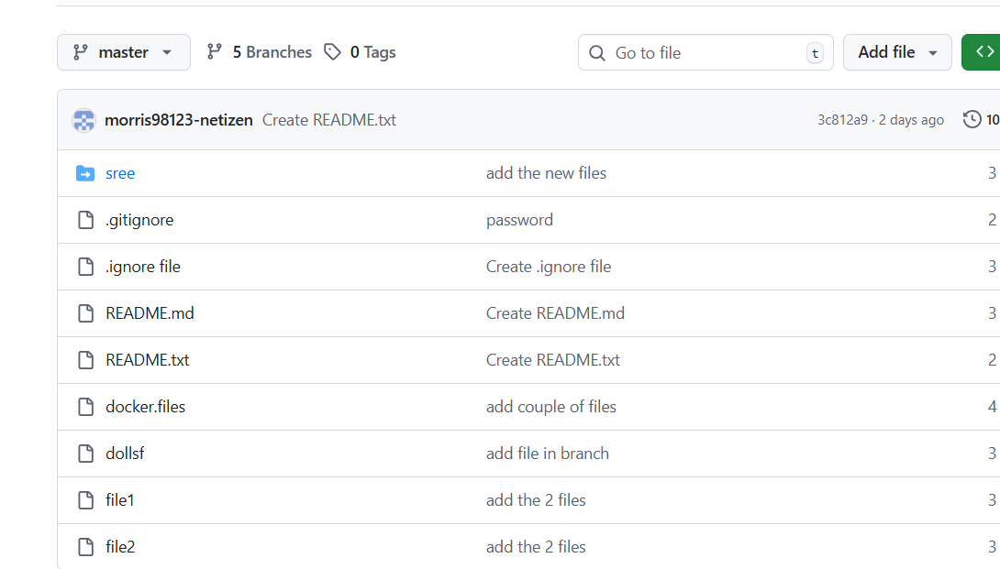 master 5 Branches 0 Tags Go to file t Add file
morris98123-netizen Create README.txt 3c812a9 · 2 days ago 10
sree add the new files 3
.gitignore password 2
.ignore file Create .ignore file 3
README.md Create README.md 3
README.txt Create README.txt 2
docker.files add couple of files 4
dollsf add file in branch 3
file1 add the 2 files 3
file2 add the 2 files 3